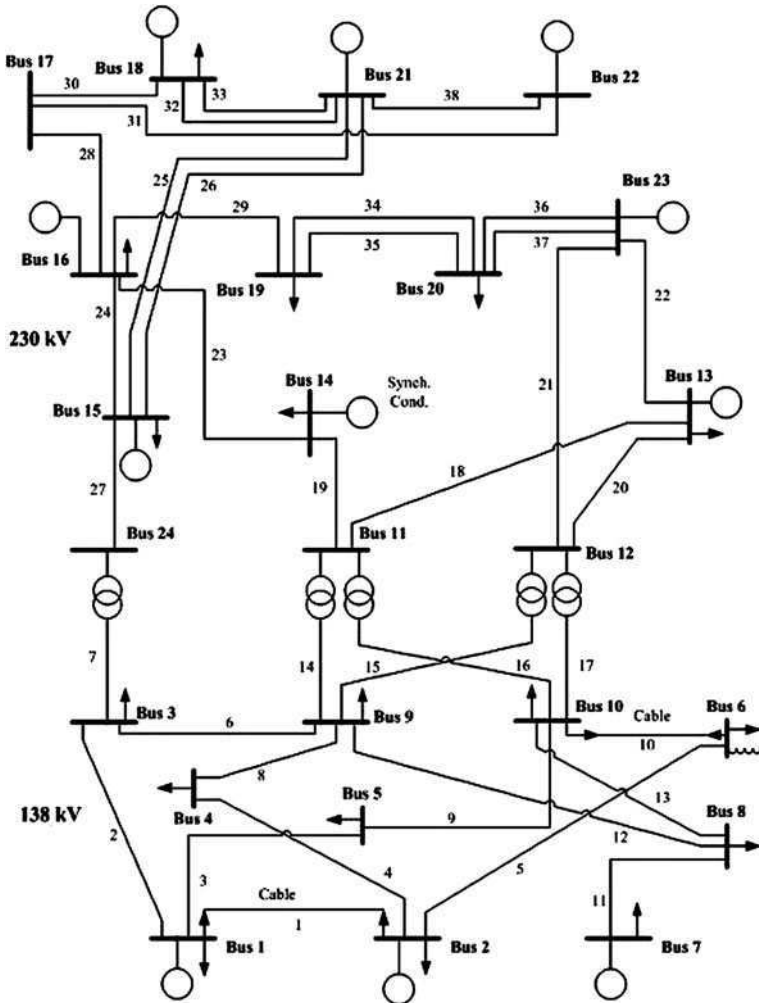 Bus 17
Bus 18
Bus 21
Bus 22
30
32
33
38
31
28
25
26
Bus 23
29
34
36
35
37
Bus 16
Bus 19
Bus 20
22
24
230 kV
23
21
Bus 14
Synch.
Cond.
Bus 13
Bus 15
18
20
27
19
Bus 24
Bus 11
Bus 12
7
14
15
16
17
Bus 3
6
Bus 9
Bus 10
Cable
Bus 6
10
8
13
138 kV
Bus 4
Bus 5
9
12
Bus 8
2
3
4
5
Cable
11
1
Bus 1
Bus 2
Bus 7